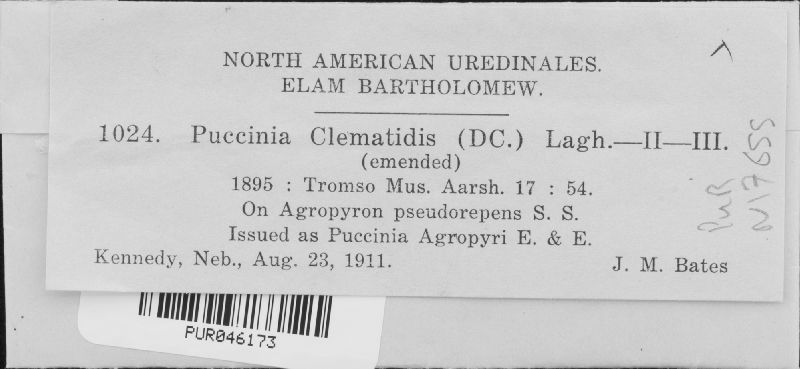 NORTH AMERICAN UREDINALES.
ELAM BARTHOLOMEW.
1024. Puccinia Clematidis (DC.) Lagh.—II—III.
(emended)
1895 : Tromso Mus. Aarsh. 17 : 54.
On Agropyron pseudorepens S. S.
Issued as Puccinia Agropyri E. & E.
Kennedy, Neb., Aug. 23, 1911. J. M. Bates
PUR
N17655
PUR046173